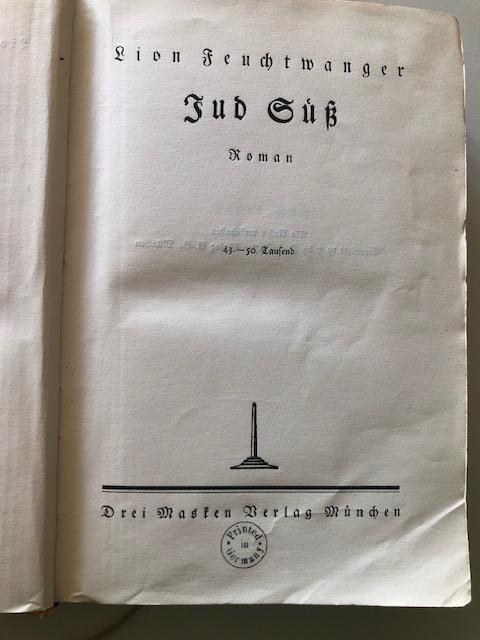 Lion Feuchtwanger
Jud Süß
Roman
43.—50. Tausend
Drei Masken Verlag München
Printed
in
Germany